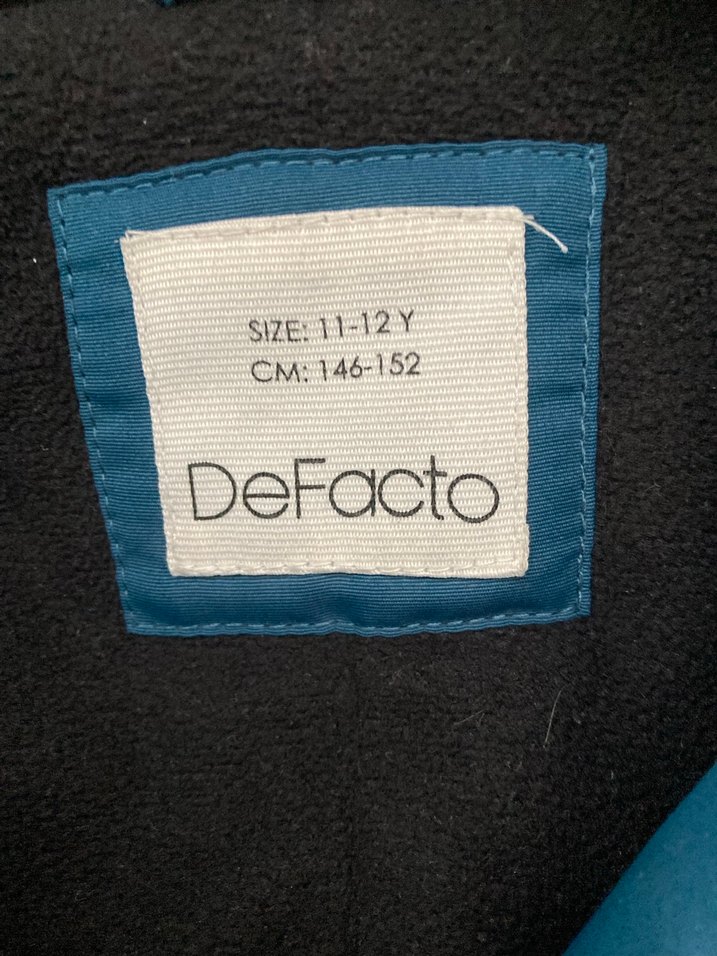 SIZE: 11-12 Y
CM: 146-152
DeFacto